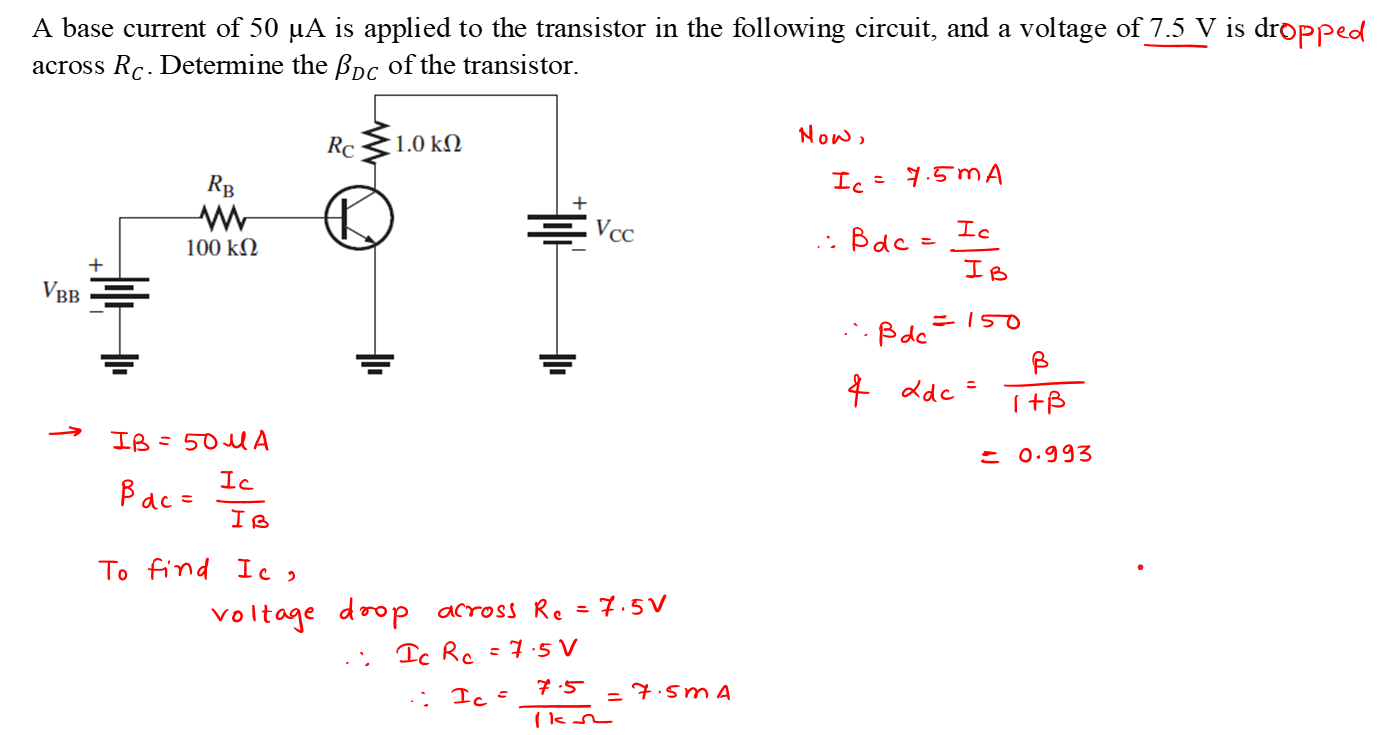 A base current of 50 μA is applied to the transistor in the following circuit, and a voltage of 7.5 V is dropped
across R_C. Determine the β_DC of the transistor.
R_C 1.0 kΩ
R_B
100 kΩ
+
V_CC
−
+
V_BB
−
→ I_B = 50 μA
β_dc = I_C / I_B
To find I_C,
voltage drop across R_C = 7.5V
∴ I_C R_C = 7.5 V
∴ I_C = 7.5 / 1kΩ = 7.5 mA
Now,
I_C = 7.5 mA
∴ β_dc = I_C / I_B
∴ β_dc = 150
& α_dc = β / 1+β
= 0.993